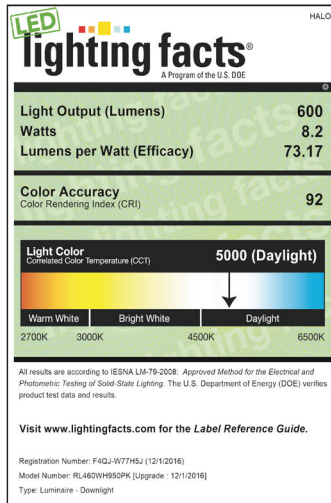 HALO
LED
lighting facts®
A Program of the U.S. DOE
Light Output (Lumens) 600
Watts 8.2
Lumens per Watt (Efficacy) 73.17
Color Accuracy
Color Rendering Index (CRI) 92
Light Color
Correlated Color Temperature (CCT) 5000 (Daylight)
Warm White Bright White Daylight
2700K 3000K 4500K 6500K
All results are according to IESNA LM-79-2008: Approved Method for the Electrical and
Photometric Testing of Solid-State Lighting. The U.S. Department of Energy (DOE) verifies
product test data and results.
Visit www.lightingfacts.com for the Label Reference Guide.
Registration Number: F4QJ-W77H5J (12/1/2016)
Model Number: RL460WH950PK [Upgrade : 12/1/2016]
Type: Luminaire - Downlight